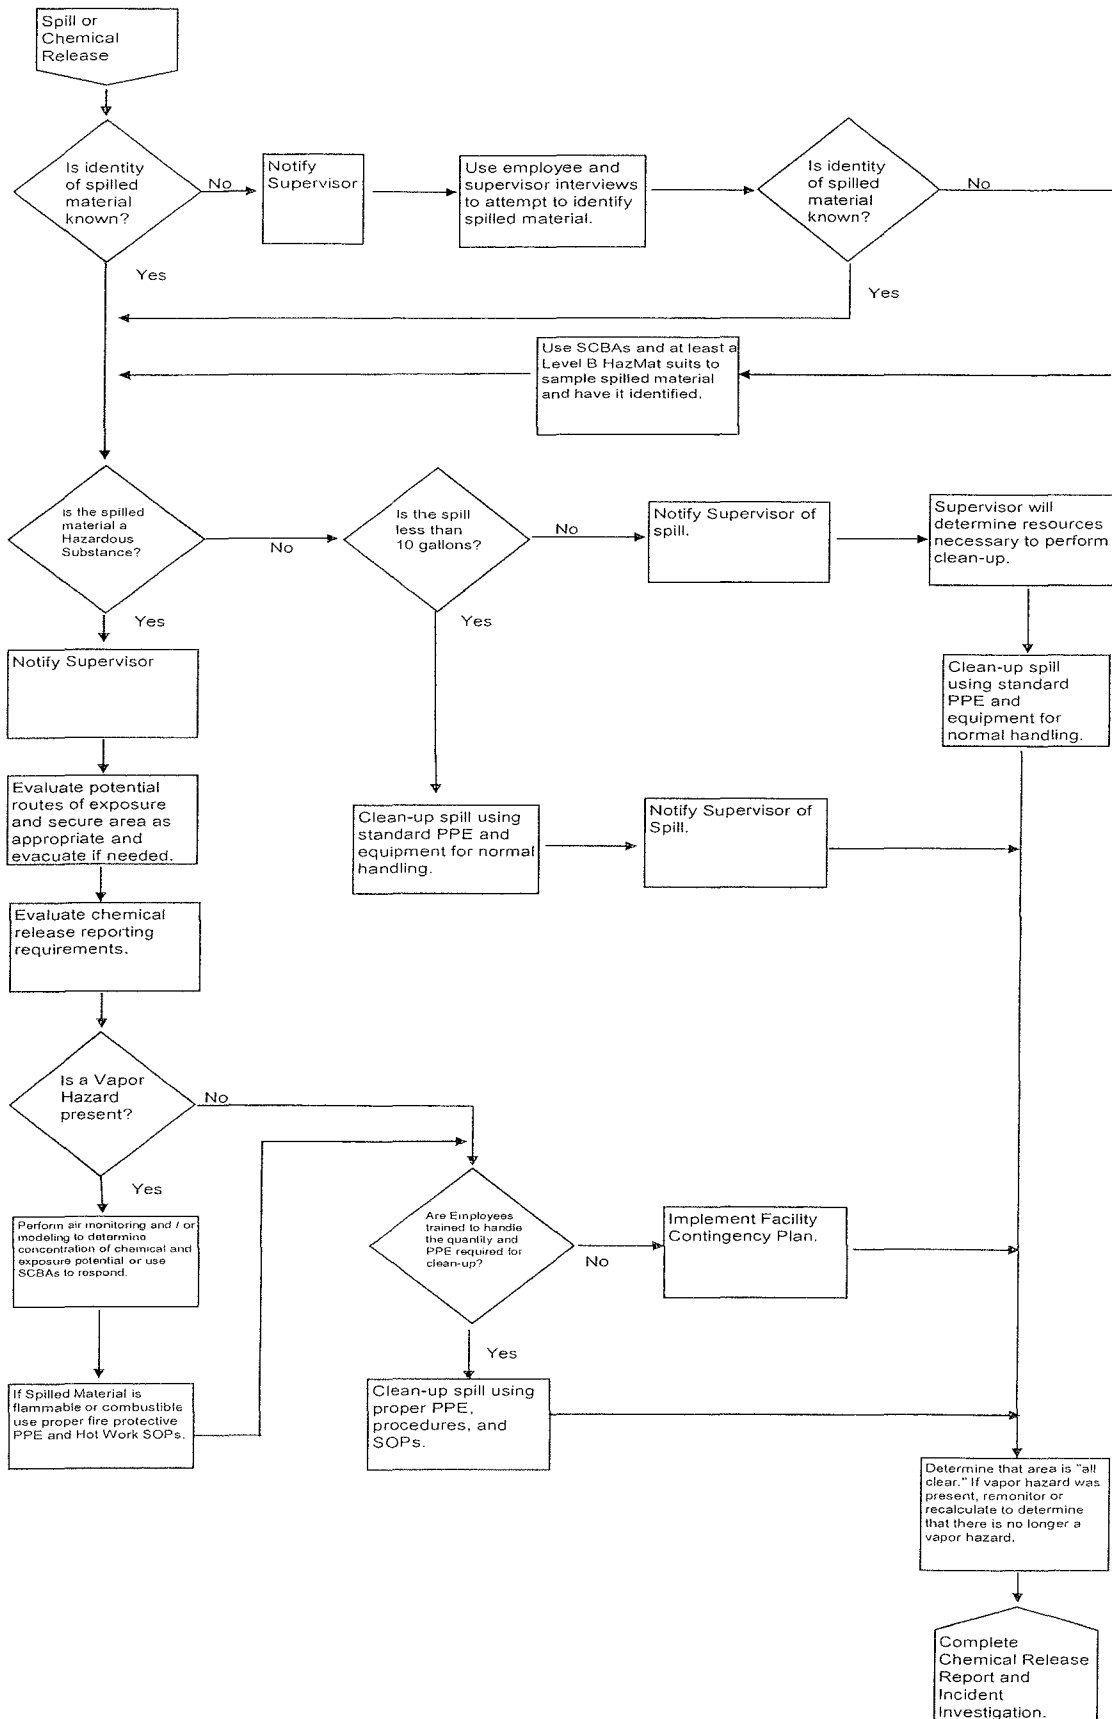 Spill or
Chemical
Release
Is identity
of spilled
material
known?
No
Notify
Supervisor
Use employee and
supervisor interviews
to attempt to identify
spilled material.
Is identity
of spilled
material
known?
No
Yes
Yes
Use SCBAs and at least a
Level B HazMat suits to
sample spilled material
and have it identified.
Is the spilled
material a
Hazardous
Substance?
No
Is the spill
less than
10 gallons?
No
Notify Supervisor of
spill.
Supervisor will
determine resources
necessary to perform
clean-up.
Yes
Yes
Notify Supervisor
Clean-up spill
using standard
PPE and
equipment for
normal handling.
Evaluate potential
routes of exposure
and secure area as
appropriate and
evacuate if needed.
Clean-up spill using
standard PPE and
equipment for normal
handling.
Notify Supervisor of
Spill.
Evaluate chemical
release reporting
requirements.
Is a Vapor
Hazard
present?
No
Yes
Perform air monitoring and / or
modeling to determine
concentration of chemical and
exposure potential or use
SCBAs to respond.
Are Employees
trained to handle
the quantity and
PPE required for
clean-up?
No
Implement Facility
Contingency Plan.
Yes
If Spilled Material is
flammable or combustible
use proper fire protective
PPE and Hot Work SOPs.
Clean-up spill using
proper PPE,
procedures, and
SOPs.
Determine that area is "all
clear." If vapor hazard was
present, remonitor or
recalculate to determine
that there is no longer a
vapor hazard.
Complete
Chemical Release
Report and
Incident
Investigation.